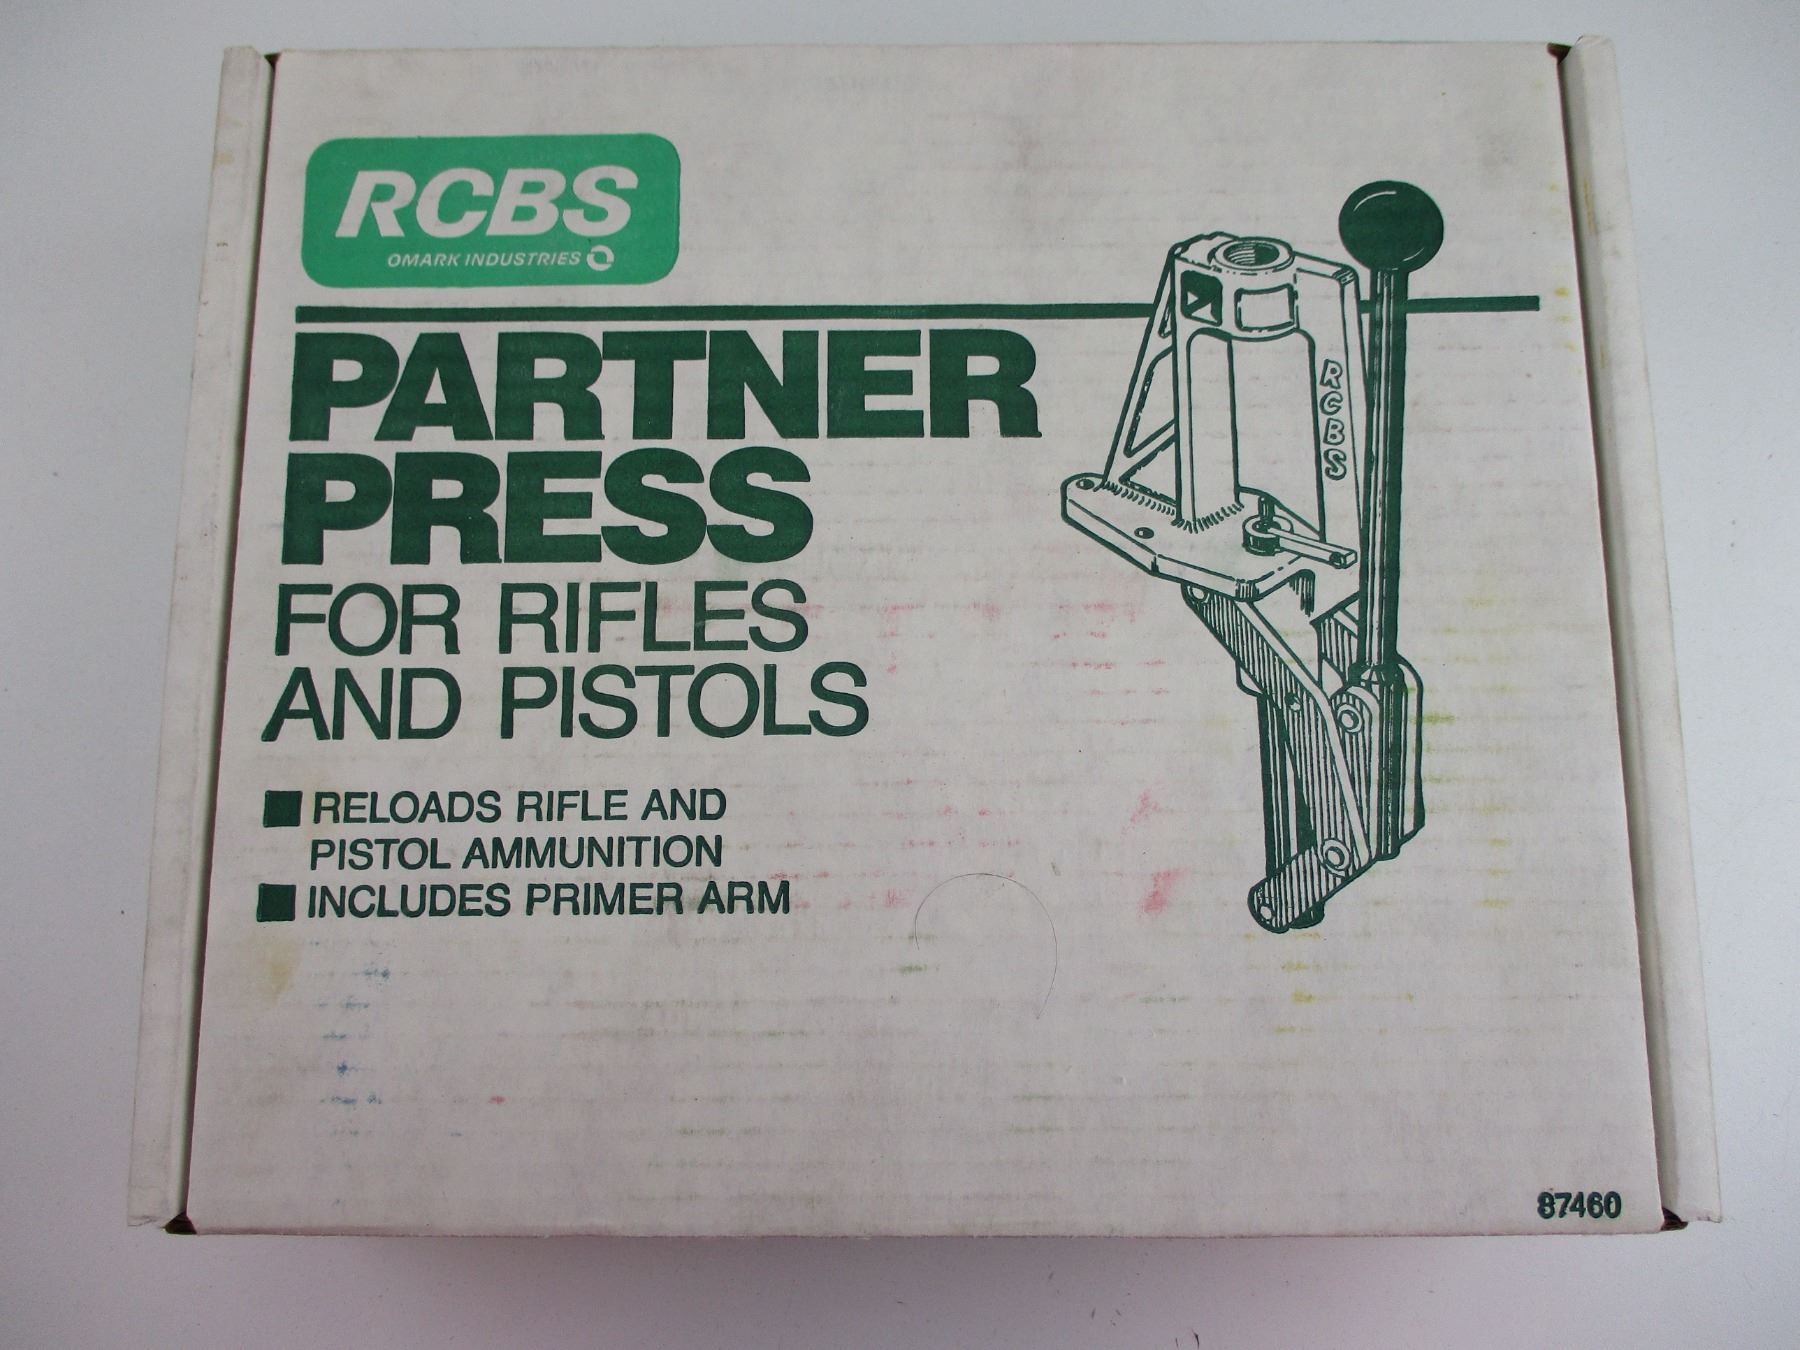 RCBS
OMARK INDUSTRIES
PARTNER
PRESS
FOR RIFLES
AND PISTOLS
RELOADS RIFLE AND
PISTOL AMMUNITION
INCLUDES PRIMER ARM
RCBS
87460